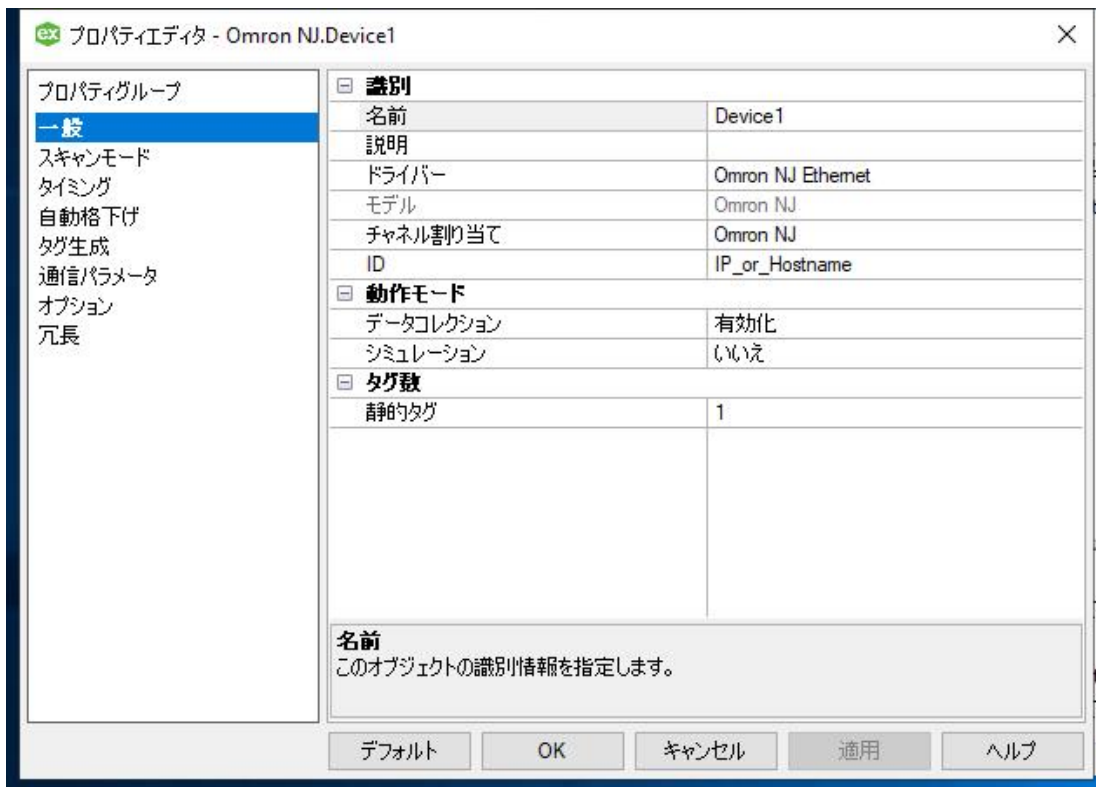 ex プロパティエディタ - Omron NJ.Device1
プロパティグループ
一般
スキャンモード
タイミング
自動格下げ
タグ生成
通信パラメータ
オプション
冗長
識別
名前 Device1
説明
ドライバー Omron NJ Ethernet
モデル Omron NJ
チャネル割り当て Omron NJ
ID IP_or_Hostname
動作モード
データコレクション 有効化
シミュレーション いいえ
タグ数
静的タグ 1
名前
このオブジェクトの識別情報を指定します。
デフォルト OK キャンセル 適用 ヘルプ